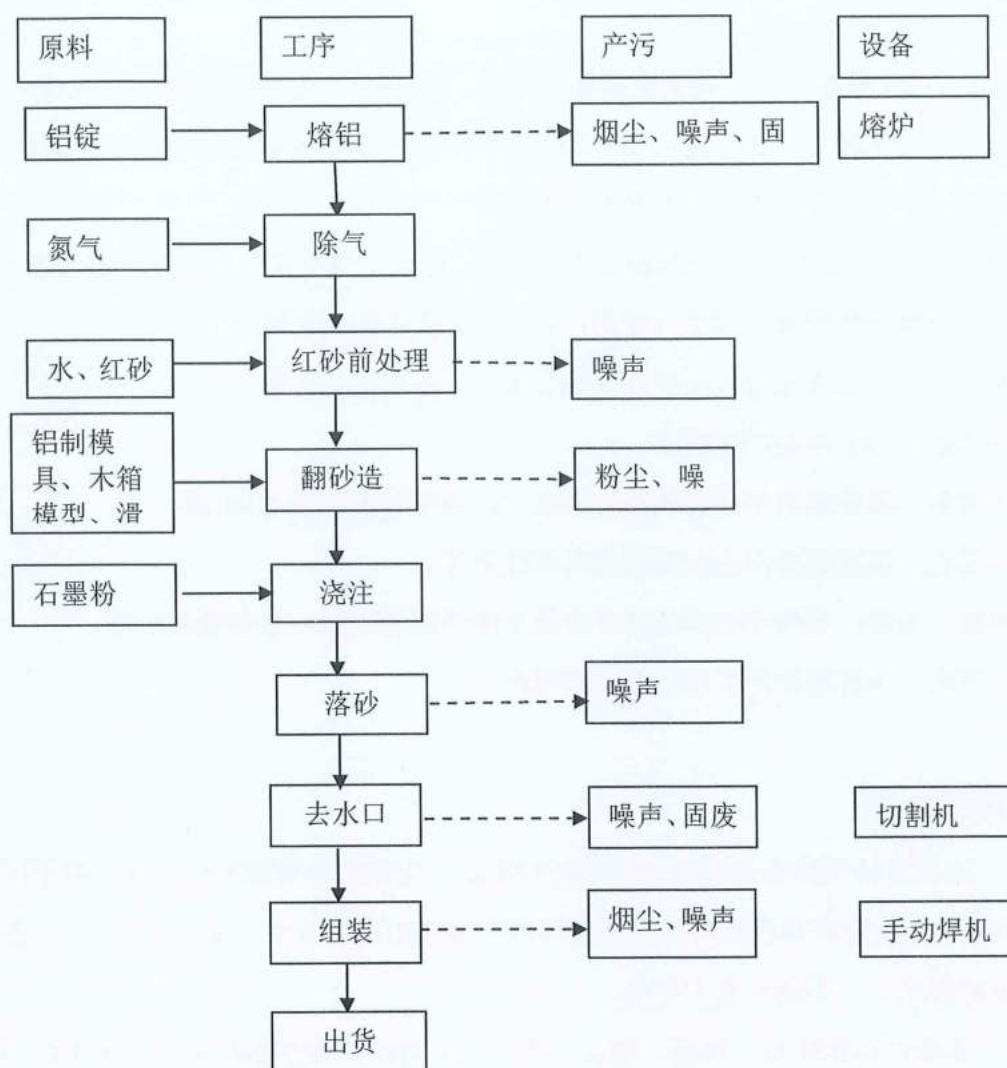 原料
工序
产污
设备
铝锭
熔铝
烟尘、噪声、固
熔炉
氮气
除气
水、红砂
红砂前处理
噪声
铝制模
具、木箱
模型、滑
翻砂造
粉尘、噪
石墨粉
浇注
落砂
噪声
去水口
噪声、固废
切割机
组装
烟尘、噪声
手动焊机
出货